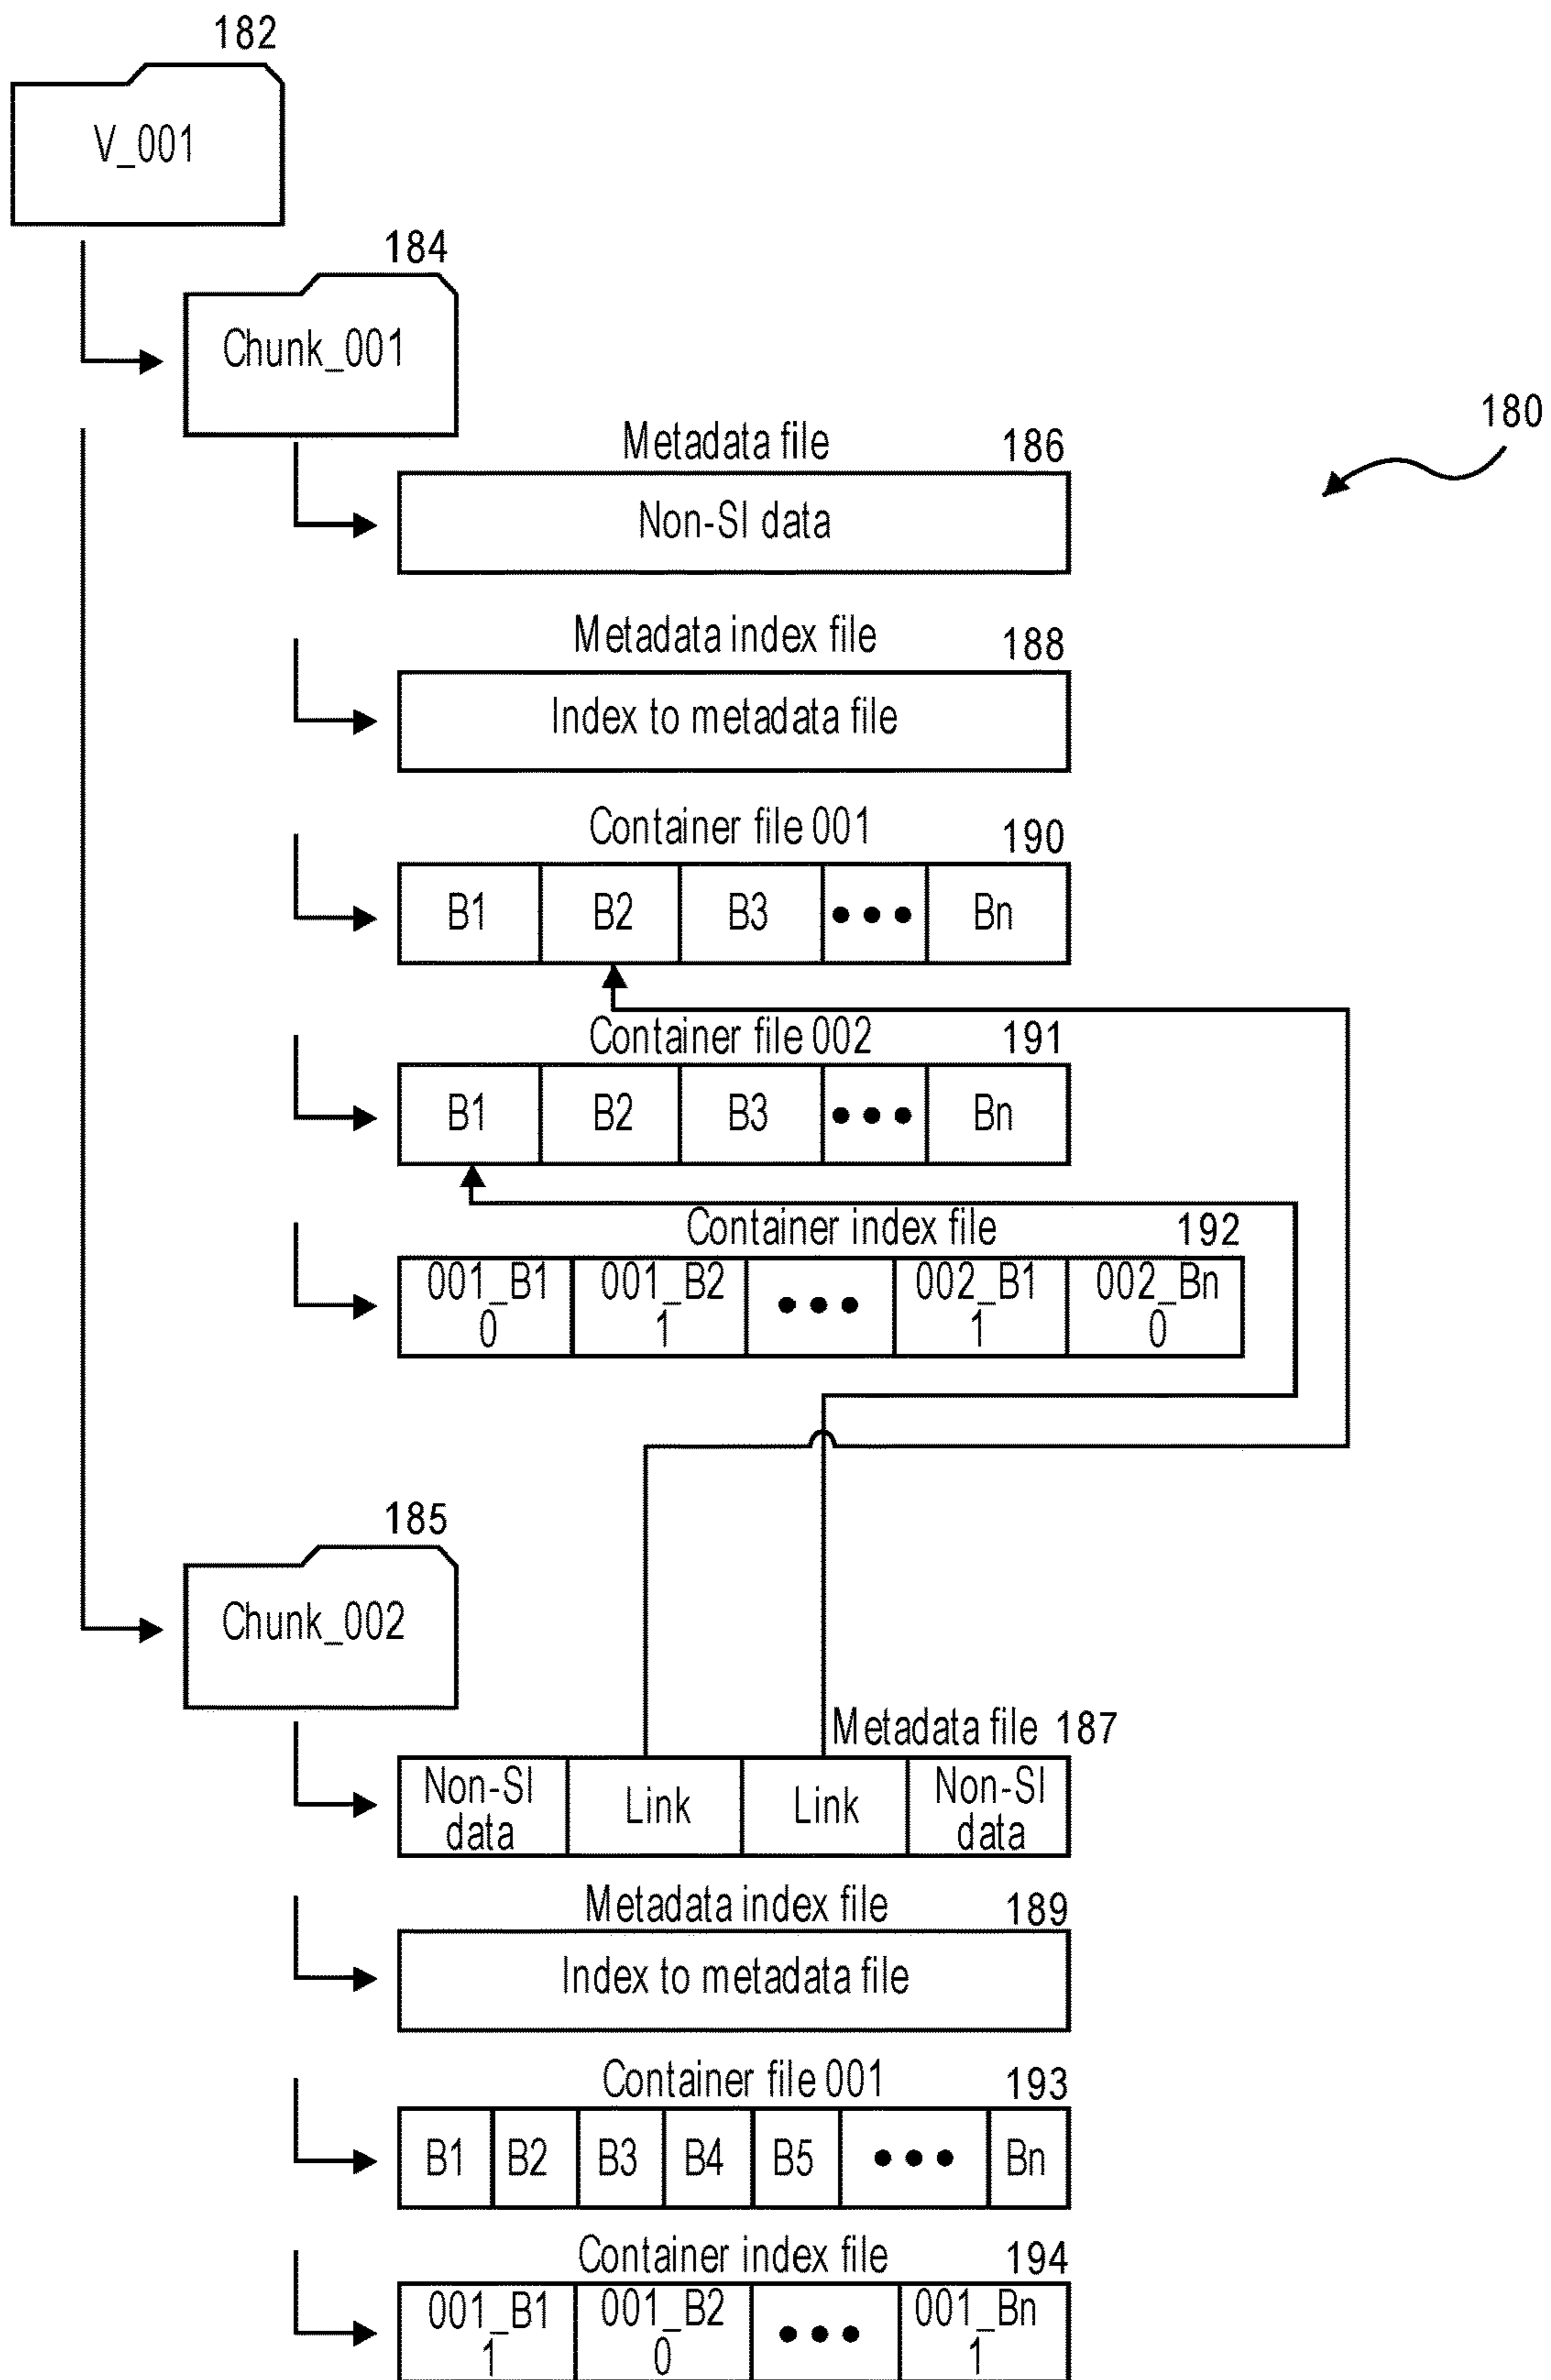 182
V_001
184
Chunk_001
180
Metadata file 186
Non-SI data
Metadata index file 188
Index to metadata file
Container file 001 190
B1 B2 B3 ••• Bn
Container file 002 191
B1 B2 B3 ••• Bn
Container index file 192
001_B1 001_B2 ••• 002_B1 002_Bn
0 1 1 0
185
Chunk_002
Metadata file 187
Non-SI Link Link Non-SI
data data
Metadata index file 189
Index to metadata file
Container file 001 193
B1 B2 B3 B4 B5 ••• Bn
Container index file 194
001_B1 001_B2 ••• 001_Bn
1 0 1